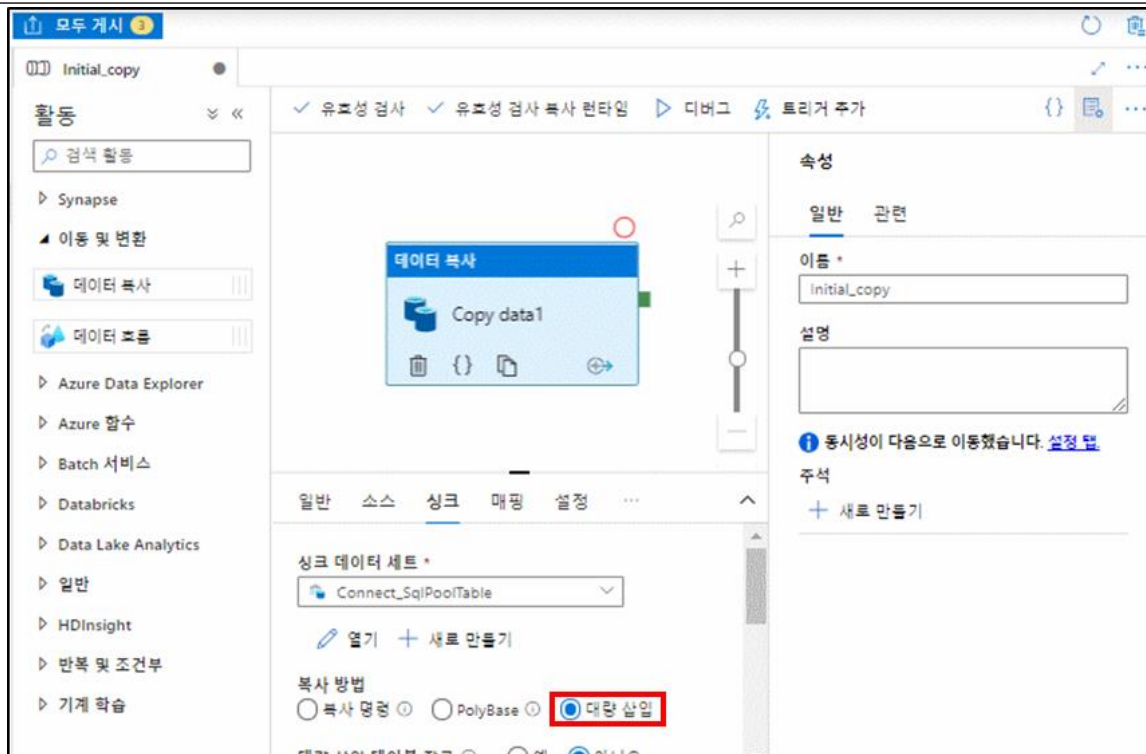 모두 게시 3
Initial_copy
활동
검색 활동
Synapse
이동 및 변환
데이터 복사
데이터 흐름
Azure Data Explorer
Azure 함수
Batch 서비스
Databricks
Data Lake Analytics
일반
HDInsight
반복 및 조건부
기계 학습
유효성 검사 유효성 검사 복사 런타임 디버그 트리거 추가 {}
데이터 복사
Copy data1
{}
일반 소스 싱크 매핑 설정 ...
싱크 데이터 세트 *
Connect_SqlPoolTable
열기 새로 만들기
복사 방법
복사 명령 PolyBase 대량 삽입
속성
일반 관련
이름 *
Initial_copy
설명
동시성이 다음으로 이동했습니다. 설정 탭.
주석
새로 만들기